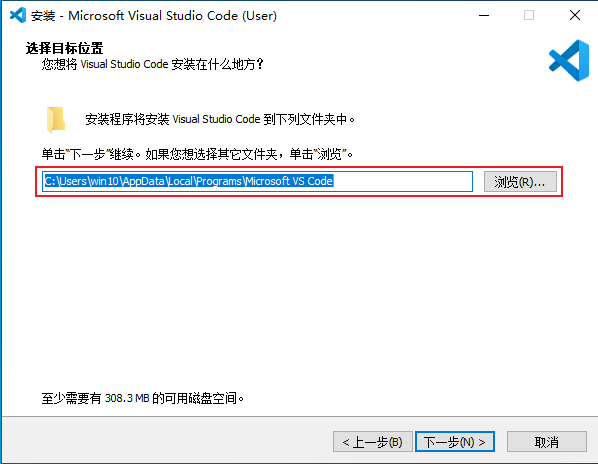 安装 - Microsoft Visual Studio Code (User)
选择目标位置
您想将 Visual Studio Code 安装在什么地方？
安装程序将安装 Visual Studio Code 到下列文件夹中。
单击“下一步”继续。如果您想选择其它文件夹，单击“浏览”。
C:\Users\win10\AppData\Local\Programs\Microsoft VS Code
浏览(R)...
至少需要有 308.3 MB 的可用磁盘空间。
< 上一步(B) 下一步(N) > 取消